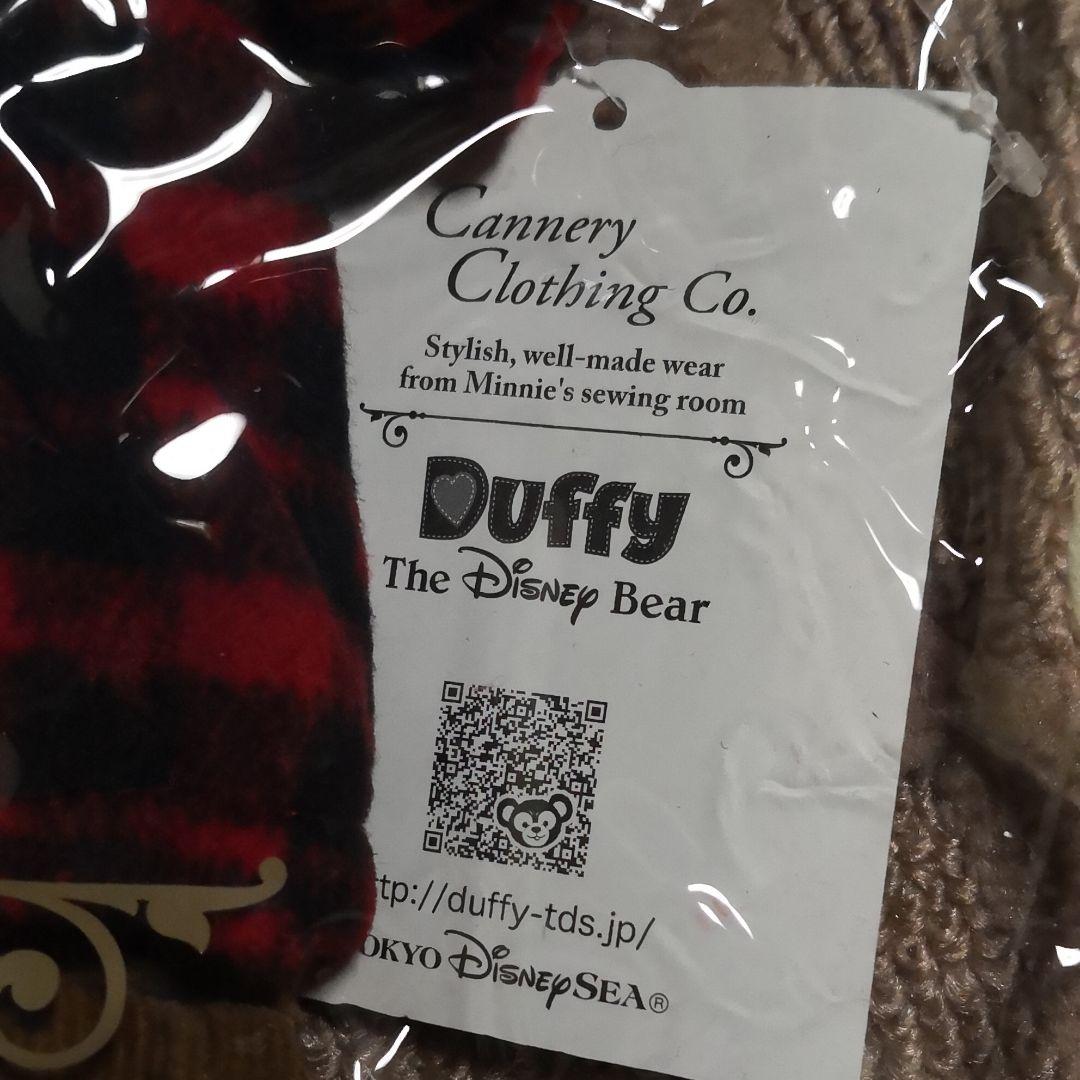 Cannery
Clothing Co.
Stylish, well-made wear
from Minnie's sewing room
Duffy
The Disney Bear
tp://duffy-tds.jp/
OKYO DisneySEA®